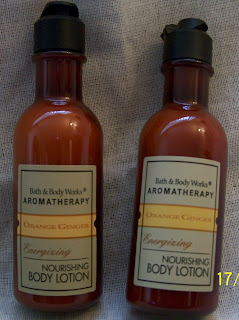 Bath & Body Works®
AROMATHERAPY
ORANGE GINGER
Energizing
NOURISHING
BODY LOTION
Bath & Body Works®
AROMATHERAPY
ORANGE GINGER
Energizing
NOURISHING
BODY LOTION
17/